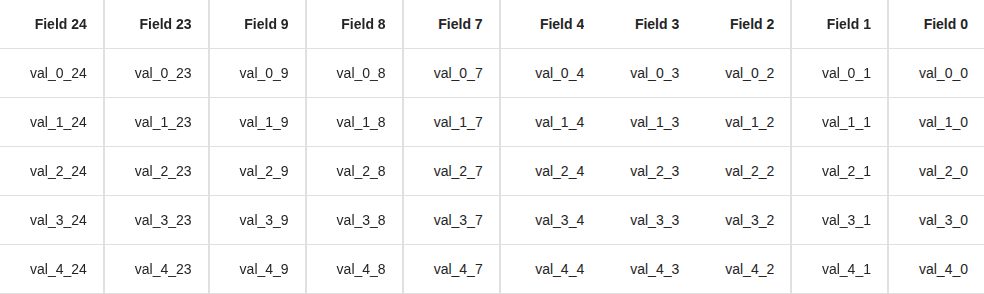 Field 24 Field 23 Field 9 Field 8 Field 7 Field 4 Field 3 Field 2 Field 1 Field 0
val_0_24 val_0_23 val_0_9 val_0_8 val_0_7 val_0_4 val_0_3 val_0_2 val_0_1 val_0_0
val_1_24 val_1_23 val_1_9 val_1_8 val_1_7 val_1_4 val_1_3 val_1_2 val_1_1 val_1_0
val_2_24 val_2_23 val_2_9 val_2_8 val_2_7 val_2_4 val_2_3 val_2_2 val_2_1 val_2_0
val_3_24 val_3_23 val_3_9 val_3_8 val_3_7 val_3_4 val_3_3 val_3_2 val_3_1 val_3_0
val_4_24 val_4_23 val_4_9 val_4_8 val_4_7 val_4_4 val_4_3 val_4_2 val_4_1 val_4_0